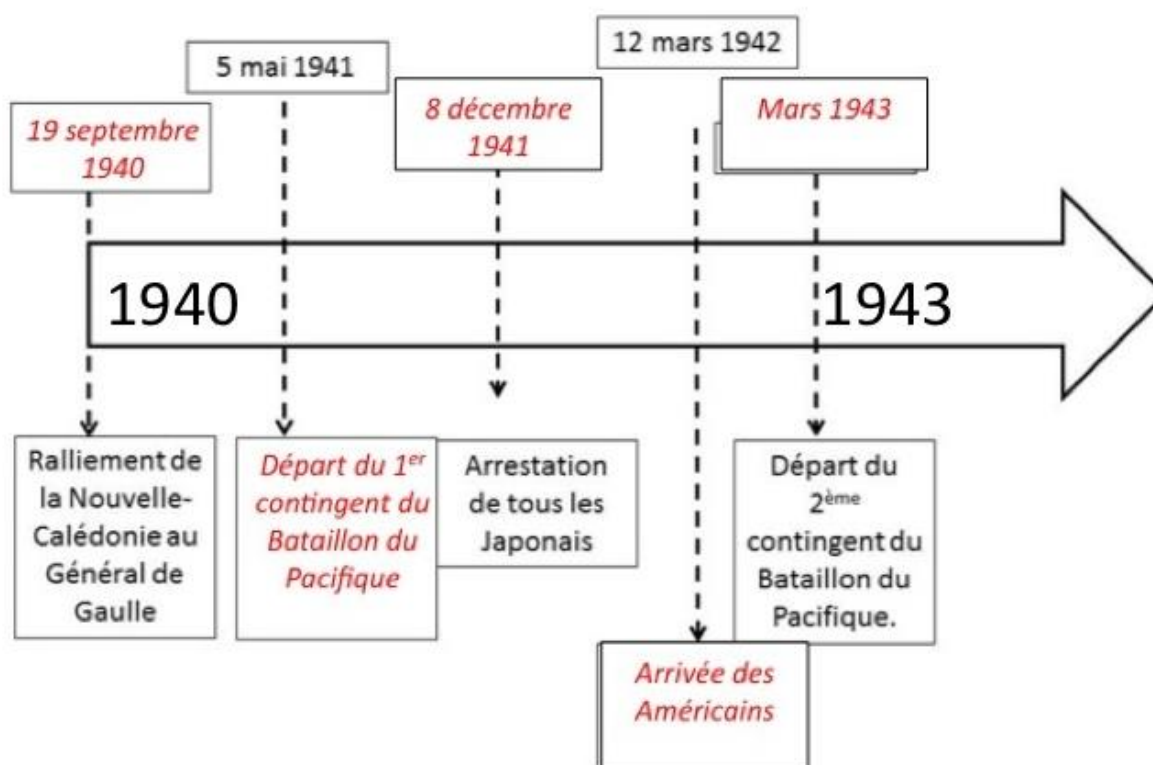 12 mars 1942
5 mai 1941
8 décembre
1941
Mars 1943
19 septembre
1940
1940
1943
Ralliement de
la Nouvelle-
Calédonie au
Général de
Gaulle
Départ du 1er
contingent du
Bataillon du
Pacifique
Arrestation
de tous les
Japonais
Départ du
2ème
contingent du
Bataillon du
Pacifique.
Arrivée des
Américains